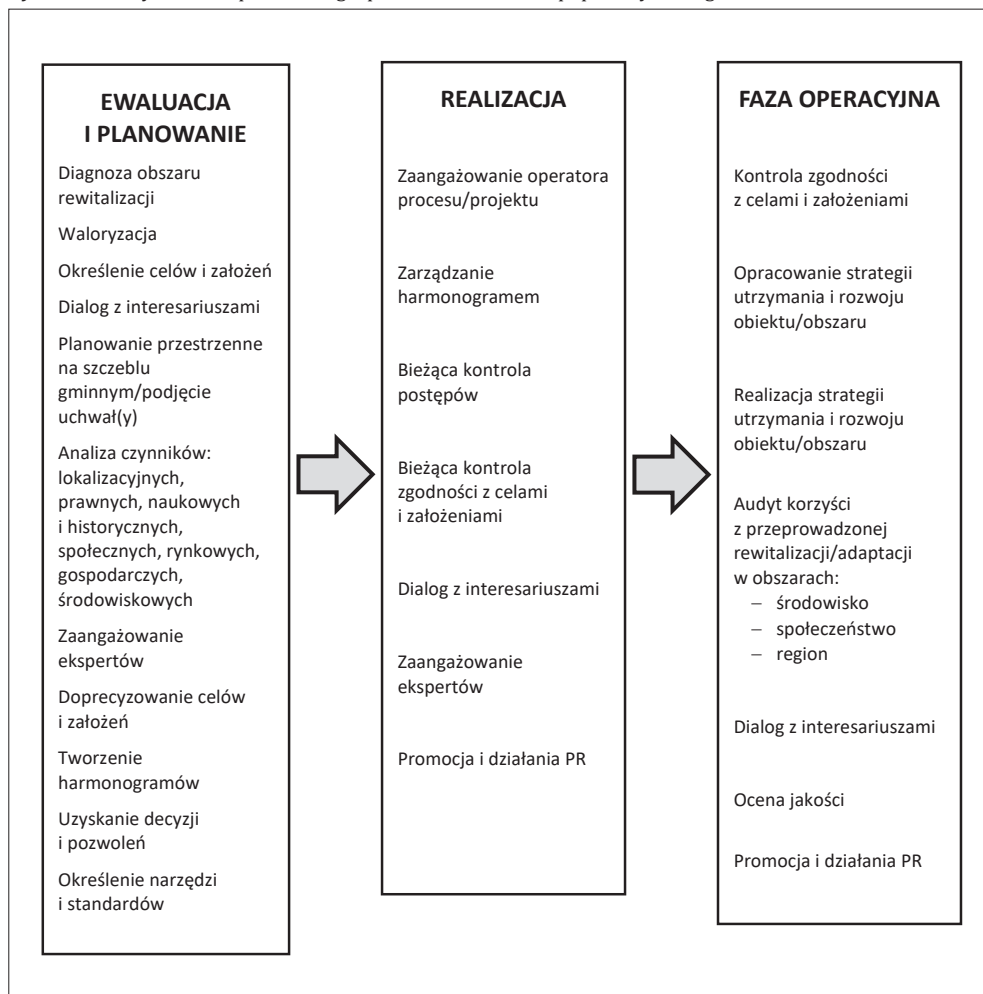 EWALUACJA
I PLANOWANIE
Diagnoza obszaru
rewitalizacji
Waloryzacja
Określenie celów i założeń
Dialog z interesariuszami
Planowanie przestrzenne
na szczeblu
gminnym/podjęcie
uchwał(y)
Analiza czynników:
lokalizacyjnych,
prawnych, naukowych
i historycznych,
społecznych, rynkowych,
gospodarczych,
środowiskowych
Zaangażowanie
ekspertów
Doprecyzowanie celów
i założeń
Tworzenie
harmonogramów
Uzyskanie decyzji
i pozwoleń
Określenie narzędzi
i standardów
REALIZACJA
Zaangażowanie operatora
procesu/projektu
Zarządzanie
harmonogramem
Bieżąca kontrola
postępów
Bieżąca kontrola
zgodności z celami
i założeniami
Dialog z interesariuszami
Zaangażowanie
ekspertów
Promocja i działania PR
FAZA OPERACYJNA
Kontrola zgodności
z celami i założeniami
Opracowanie strategii
utrzymania i rozwoju
obiektu/obszaru
Realizacja strategii
utrzymania i rozwoju
obiektu/obszaru
Audyt korzyści
z przeprowadzonej
rewitalizacji/adaptacji
w obszarach:
– środowisko
– społeczeństwo
– region
Dialog z interesariuszami
Ocena jakości
Promocja i działania PR